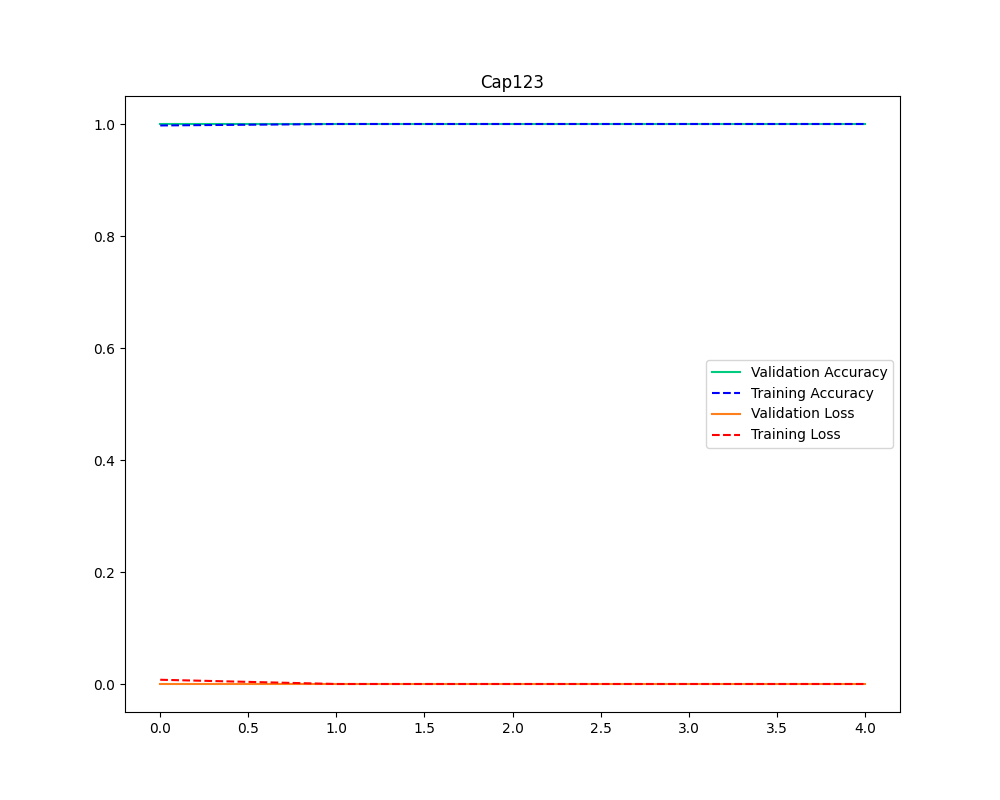 Cap123
1.0
0.8
0.6
0.4
0.2
0.0
Validation Accuracy
Training Accuracy
Validation Loss
Training Loss
0.0 0.5 1.0 1.5 2.0 2.5 3.0 3.5 4.0